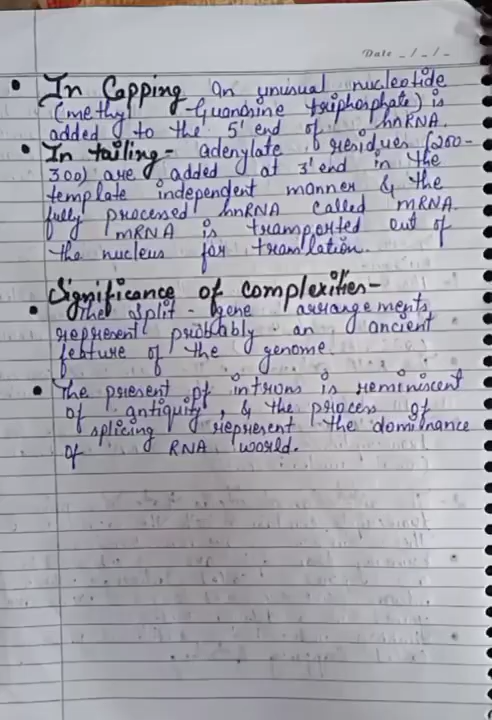 Date _/_/_
• In Capping an unusual nucleotide
(methyl Guanosine triphosphate) is
added to the 5' end of hnRNA.
• In tailing - adenylate residues (200-
300) are added at 3' end in the
template independent manner & the
fully processed hnRNA called mRNA.
mRNA is transported out of
the nucleus for translation.
Significance of complexities-
• The split - gene arrangements
represent probably an ancient
feature of the genome.
• The present of introns is reminiscent
of antiquity, & the process of
splicing represent the dominance
of RNA world.